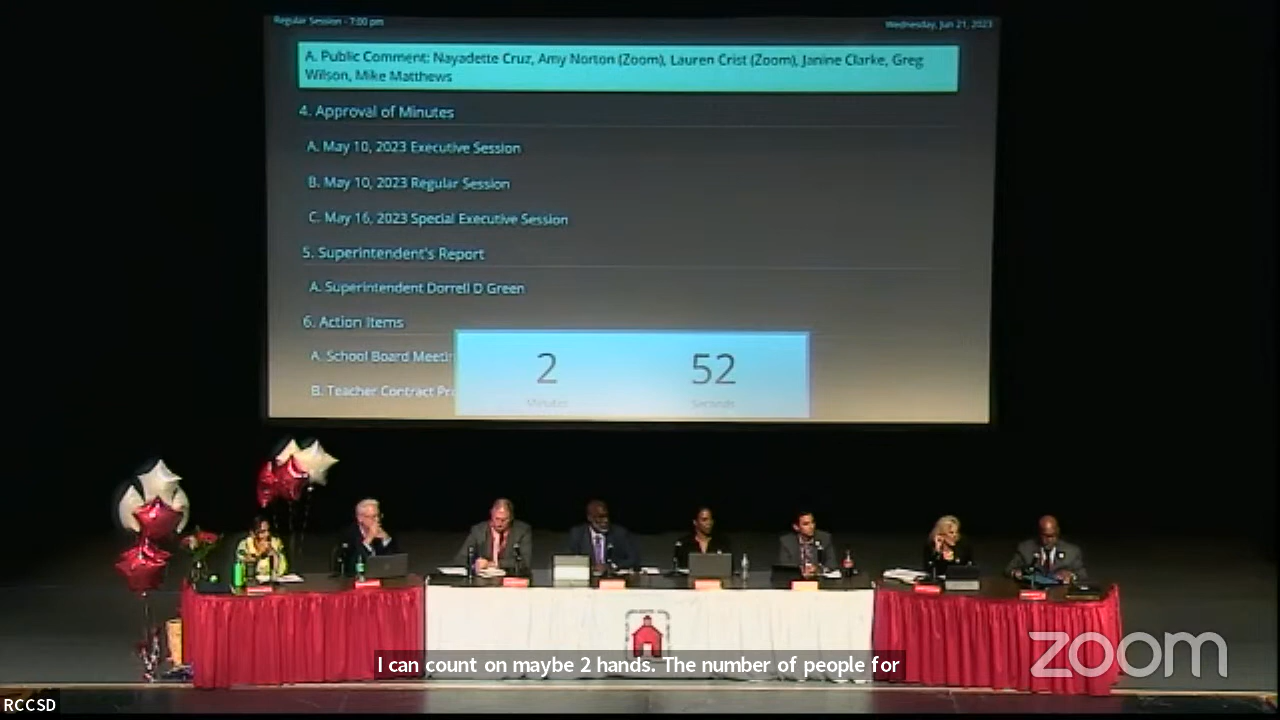 Regular Session - 7:00 pm
Wednesday, Jun 21, 2023
A. Public Comment: Nayadette Cruz, Amy Norton (Zoom), Lauren Crist (Zoom), Janine Clarke, Greg
Wilson, Mike Matthews
4. Approval of Minutes
A. May 10, 2023 Executive Session
B. May 10, 2023 Regular Session
C. May 16, 2023 Special Executive Session
5. Superintendent's Report
A. Superintendent Dorrell D Green
6. Action Items
A. School Board
B. Teacher Contract
2 52
Minutes Seconds
I can count on maybe 2 hands. The number of people for
zoom
RCCSD